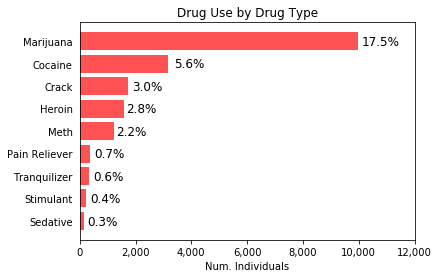 Drug Use by Drug Type
Marijuana 17.5%
Cocaine 5.6%
Crack 3.0%
Heroin 2.8%
Meth 2.2%
Pain Reliever 0.7%
Tranquilizer 0.6%
Stimulant 0.4%
Sedative 0.3%
0 2,000 4,000 6,000 8,000 10,000 12,000
Num. Individuals